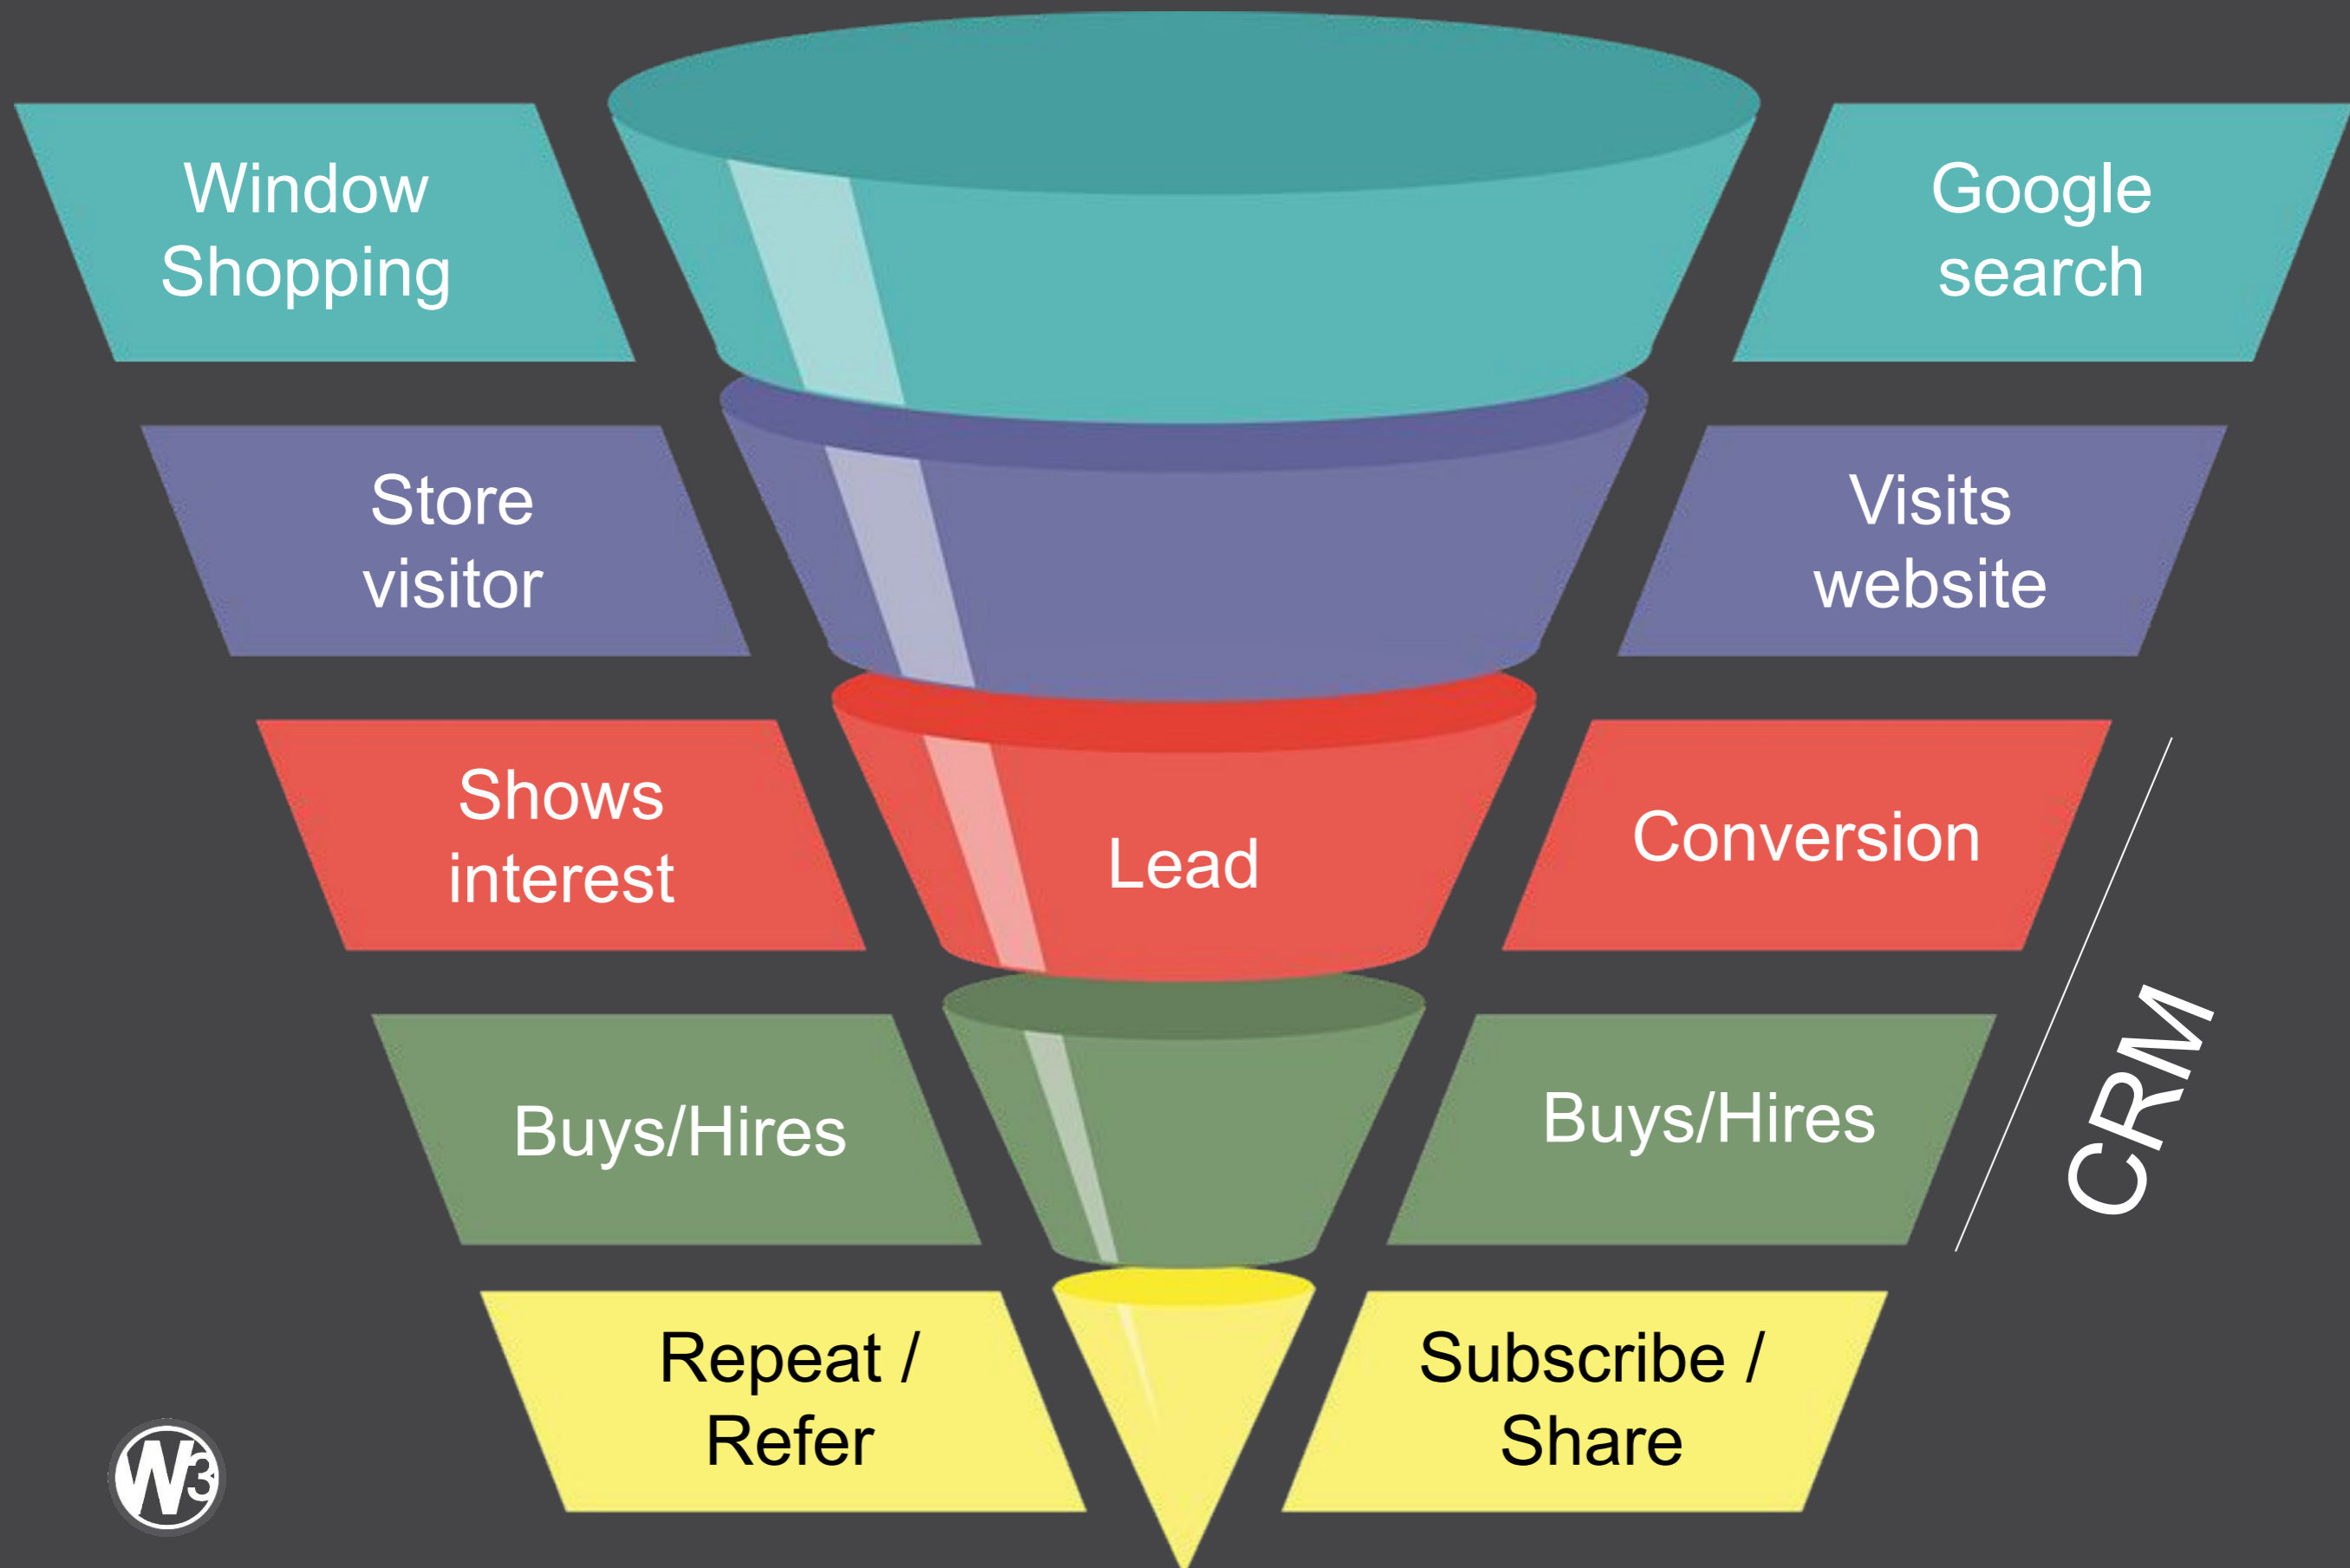 Window
Shopping
Google
search
Store
visitor
Visits
website
Shows
interest
Lead
Conversion
Buys/Hires
Buys/Hires
CRM
Repeat /
Refer
Subscribe /
Share
W3